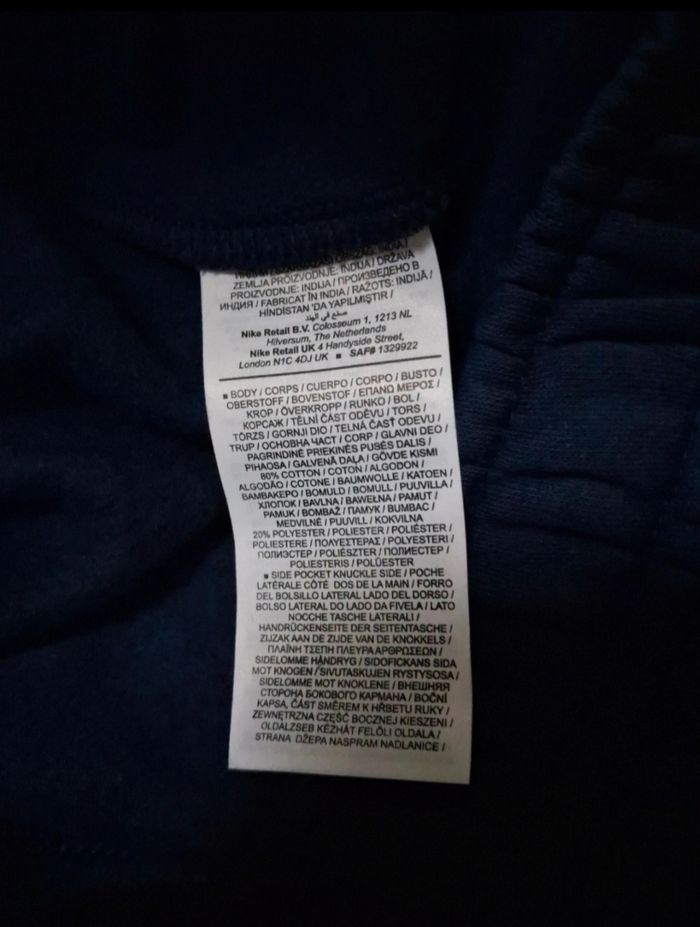 ZEMLJA PROIZVODNJE: INDIJA / DRŽAVA
PROIZVODNJE: INDIJA / ПРОИЗВЕДЕНО В
ИНДИЯ / FABRICAT ÎN INDIA / RAŽOTS: INDIJĀ /
HİNDİSTAN 'DA YAPILMIŞTIR /
صنع في الهند
Nike Retail B.V. Colosseum 1, 1213 NL
Hilversum, The Netherlands
Nike Retail UK 4 Handyside Street,
London N1C 4DJ UK ■ SAF# 1329922
■ BODY / CORPS / CUERPO / CORPO / BUSTO /
OBERSTOFF / BOVENSTOF / ΕΠΑΝΩ ΜΕΡΟΣ /
KROP / ÖVERKROPP / RUNKO / BOL /
КОРСАЖ / TĚLNÍ ČÁST ODĚVU / TORS /
TÖRZS / GORNJI DIO / TELNÁ ČASŤ ODEVU /
TRUP / ОСНОВНА ЧАСТ / CORP / GLAVNI DEO /
PAGRINDINĖ PRIEKINĖS PUSĖS DALIS /
PIHAOSA / GALVENĀ DAĻA / GÖVDE KISMI
80% COTTON / COTON / ALGODON /
ALGODÃO / COTONE / BAUMWOLLE / KATOEN /
ΒΑΜΒΑΚΕΡΟ / BOMULD / BOMULL / PUUVILLA /
ХЛОПОК / BAVLNA / BAWEŁNA / PAMUT /
PAMUK / BOMBAŽ / ПАМУК / BUMBAC /
MEDVILNĖ / PUUVILL / KOKVILNA
20% POLYESTER / POLIESTER / POLIÉSTER /
POLIESTERE / ΠΟΛΥΕΣΤΕΡΑΣ / POLYESTERI /
ПОЛИЭСТЕР / POLIÉSZTER / ПОЛИЕСТЕР /
POLIESTERIS / POLÜESTER
■ SIDE POCKET KNUCKLE SIDE / POCHE
LATÉRALE CÔTÉ DOS DE LA MAIN / FORRO
DEL BOLSILLO LATERAL LADO DEL DORSO /
BOLSO LATERAL DO LADO DA FIVELA / LATO
NOCCHE TASCHE LATERALI /
HANDRÜCKENSEITE DER SEITENTASCHE /
ZIJZAK AAN DE ZIJDE VAN DE KNOKKELS /
ΠΛΑΪΝΗ ΤΣΕΠΗ ΠΛΕΥΡΑ ΑΡΘΡΩΣΕΩΝ /
SIDELOMME HÅNDRYG / SIDOFICKANS SIDA
MOT KNOGEN / SIVUTASKUJEN RYSTYSOSA /
SIDELOMME MOT KNOKLENE / ВНЕШНЯЯ
СТОРОНА БОКОВОГО КАРМАНА / BOČNÍ
KAPSA, ČÁST SMĚREM K HŘBETU RUKY /
ZEWNĘTRZNA CZĘŚĆ BOCZNEJ KIESZENI /
OLDALZSEB KÉZHÁT FELŐLI OLDALA /
STRANA DŽEPA NASPRAM NADLANICE /